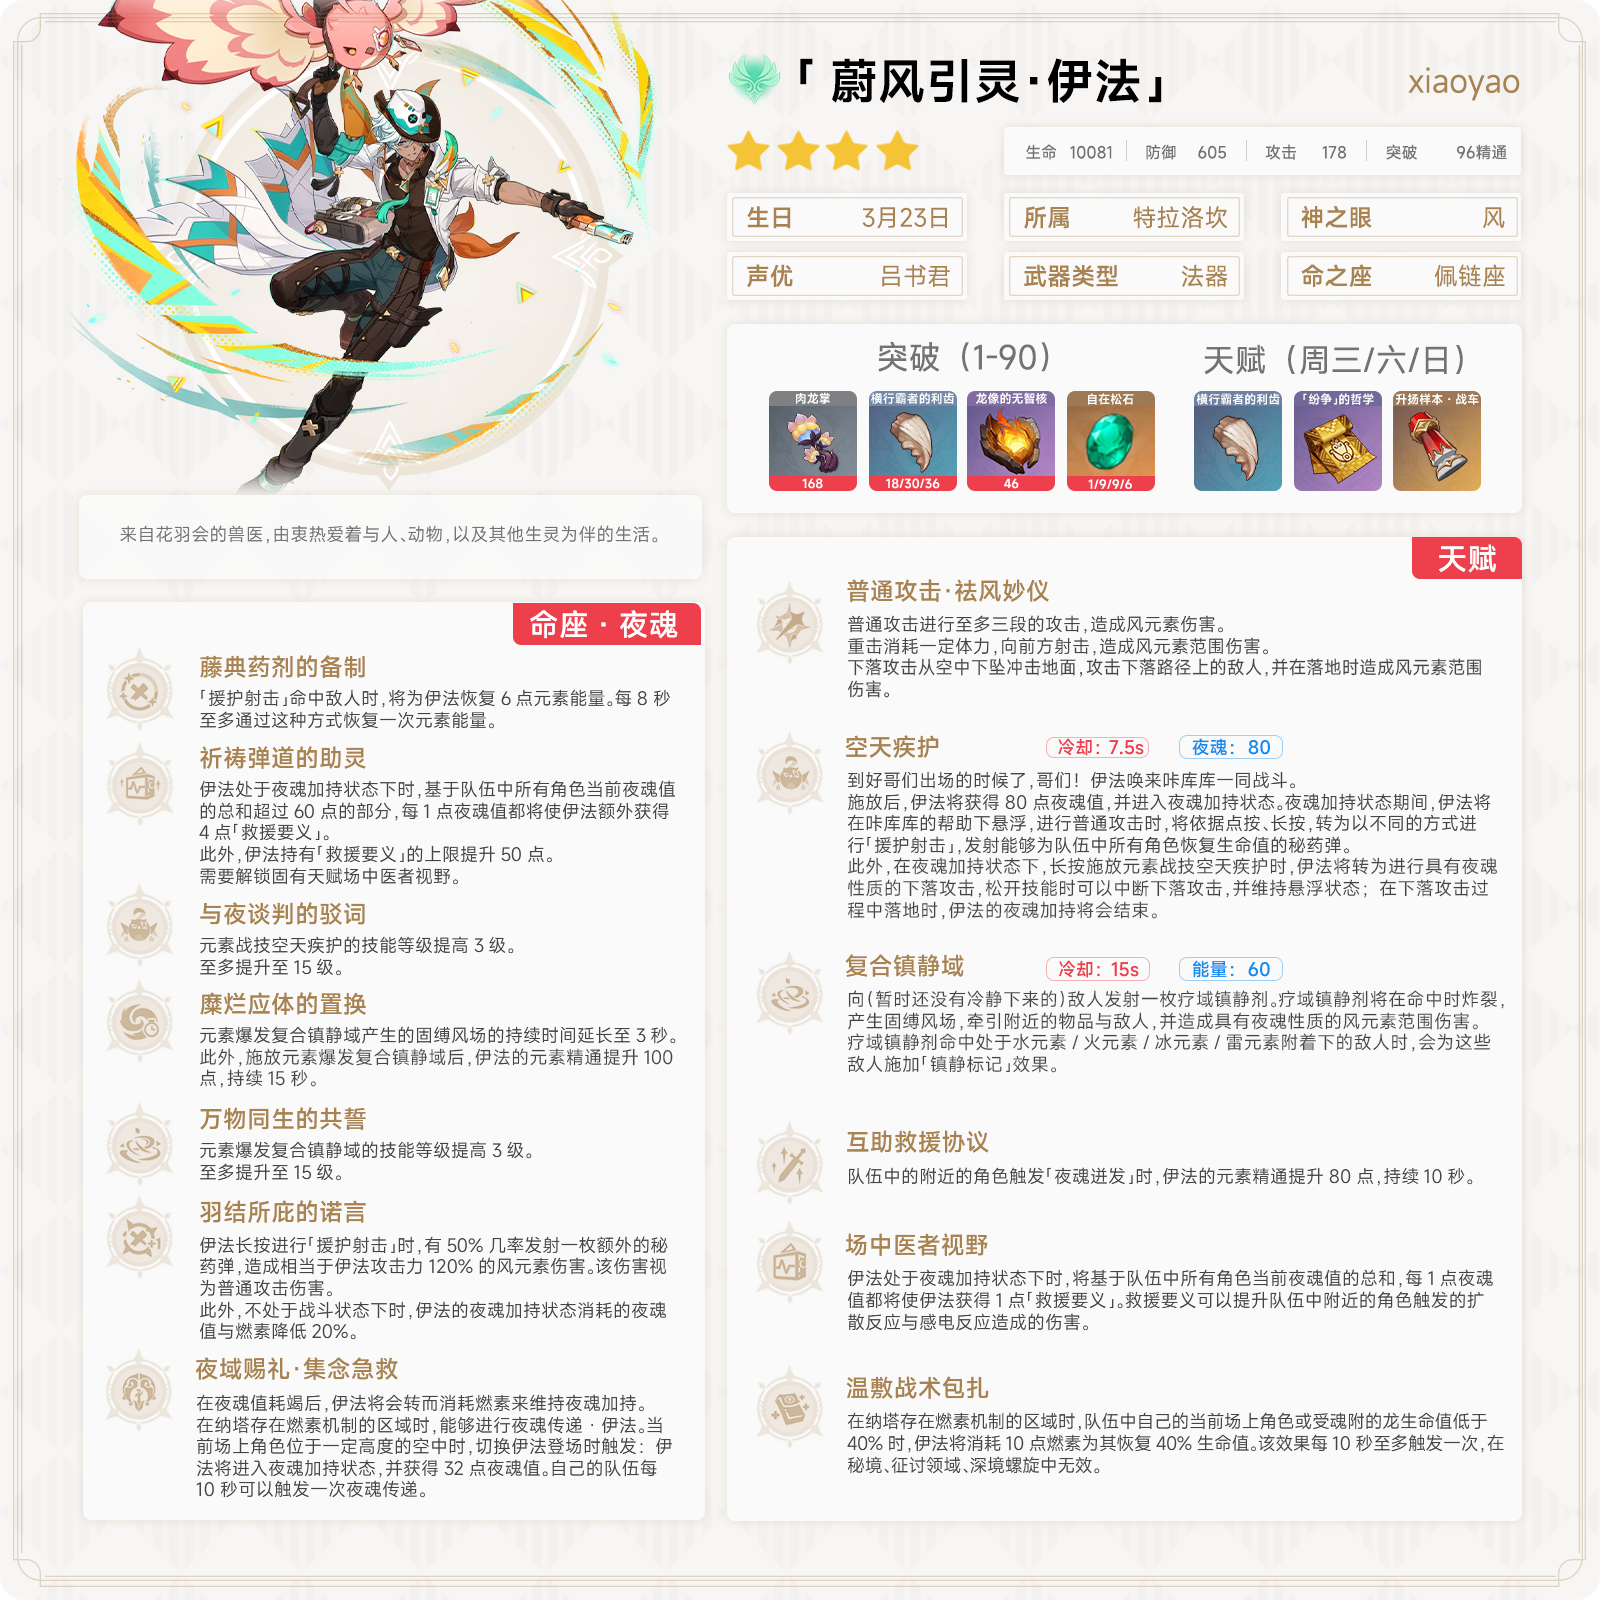 「蔚风引灵·伊法」
xiaoyao
生命 10081 防御 605 攻击 178 突破 96精通
生日 3月23日
所属 特拉洛坎
神之眼 风
声优 吕书君
武器类型 法器
命之座 佩链座
突破（1-90）
天赋（周三/六/日）
肉龙掌
横行霸者的利齿
龙像的无智核
自在松石
横行霸者的利齿
「纷争」的哲学
升扬样本·战车
168
18/30/36
46
1/9/9/6
来自花羽会的兽医,由衷热爱着与人、动物,以及其他生灵为伴的生活。
命座·夜魂
藤典药剂的备制
「援护射击」命中敌人时,将为伊法恢复 6 点元素能量。每 8 秒
至多通过这种方式恢复一次元素能量。
祈祷弹道的助灵
伊法处于夜魂加持状态下时,基于队伍中所有角色当前夜魂值
的总和超过 60 点的部分,每 1 点夜魂值都将使伊法额外获得
4 点「救援要义」。
此外,伊法持有「救援要义」的上限提升 50 点。
需要解锁固有天赋场中医者视野。
与夜谈判的驳词
元素战技空天疾护的技能等级提高 3 级。
至多提升至 15 级。
糜烂应体的置换
元素爆发复合镇静域产生的固缚风场的持续时间延长至 3 秒。
此外,施放元素爆发复合镇静域后,伊法的元素精通提升 100
点,持续 15 秒。
万物同生的共誓
元素爆发复合镇静域的技能等级提高 3 级。
至多提升至 15 级。
羽结所庇的诺言
伊法长按进行「援护射击」时,有 50% 几率发射一枚额外的秘
药弹,造成相当于伊法攻击力 120% 的风元素伤害。该伤害视
为普通攻击伤害。
此外,不处于战斗状态下时,伊法的夜魂加持状态消耗的夜魂
值与燃素降低 20%。
夜域赐礼·集念急救
在夜魂值耗竭后,伊法将会转而消耗燃素来维持夜魂加持。
在纳塔存在燃素机制的区域时,能够进行夜魂传递·伊法。当
前场上角色位于一定高度的空中时,切换伊法登场时触发：伊
法将进入夜魂加持状态,并获得 32 点夜魂值。自己的队伍每
10 秒可以触发一次夜魂传递。
天赋
普通攻击·祛风妙仪
普通攻击进行至多三段的攻击,造成风元素伤害。
重击消耗一定体力,向前方射击,造成风元素范围伤害。
下落攻击从空中下坠冲击地面,攻击下落路径上的敌人,并在落地时造成风元素范围
伤害。
空天疾护 冷却：7.5s 夜魂：80
到好哥们出场的时候了,哥们！伊法唤来咔库库一同战斗。
施放后,伊法将获得 80 点夜魂值,并进入夜魂加持状态。夜魂加持状态期间,伊法将
在咔库库的帮助下悬浮,进行普通攻击时,将依据点按、长按,转为以不同的方式进
行「援护射击」,发射能够为队伍中所有角色恢复生命值的秘药弹。
此外,在夜魂加持状态下,长按施放元素战技空天疾护时,伊法将转为进行具有夜魂
性质的下落攻击,松开技能时可以中断下落攻击,并维持悬浮状态；在下落攻击过
程中落地时,伊法的夜魂加持将会结束。
复合镇静域 冷却：15s 能量：60
向(暂时还没有冷静下来的)敌人发射一枚疗域镇静剂。疗域镇静剂将在命中时炸裂,
产生固缚风场,牵引附近的物品与敌人,并造成具有夜魂性质的风元素范围伤害。
疗域镇静剂命中处于水元素 / 火元素 / 冰元素 / 雷元素附着下的敌人时,会为这些
敌人施加「镇静标记」效果。
互助救援协议
队伍中的附近的角色触发「夜魂迸发」时,伊法的元素精通提升 80 点,持续 10 秒。
场中医者视野
伊法处于夜魂加持状态下时,将基于队伍中所有角色当前夜魂值的总和,每 1 点夜魂
值都将使伊法获得 1 点「救援要义」。救援要义可以提升队伍中附近的角色触发的扩
散反应与感电反应造成的伤害。
温敷战术包扎
在纳塔存在燃素机制的区域时,队伍中自己的当前场上角色或受魂附的龙生命值低于
40% 时,伊法将消耗 10 点燃素为其恢复 40% 生命值。该效果每 10 秒至多触发一次,在
秘境、征讨领域、深境螺旋中无效。